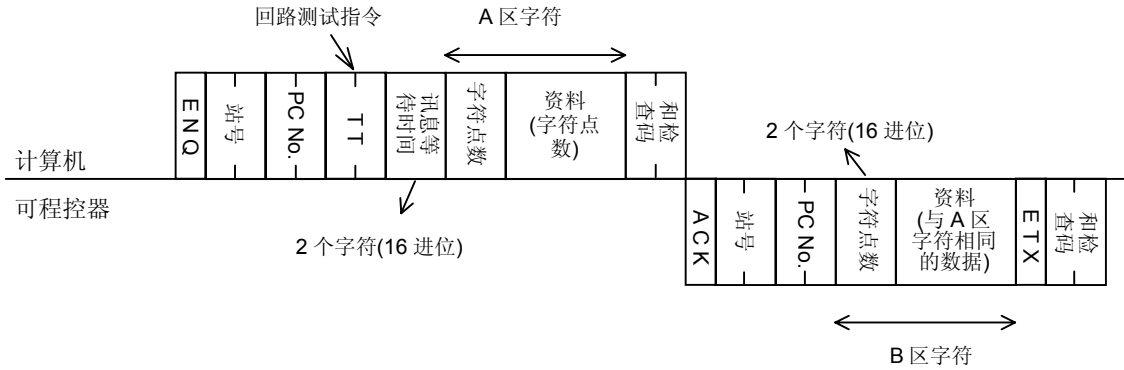 回路测试指令
A 区字符
ENQ
站号
PC No.
TT
讯息等
待时间
字符点数
资料
(字符点
数)
和检
查码
计算机
可程控器
2 个字符(16 进位)
2 个字符(16 进位)
ACK
站号
PC No.
字符点数
资料
(与 A 区
字符相同
的数据)
ETX
和检
查码
B 区字符